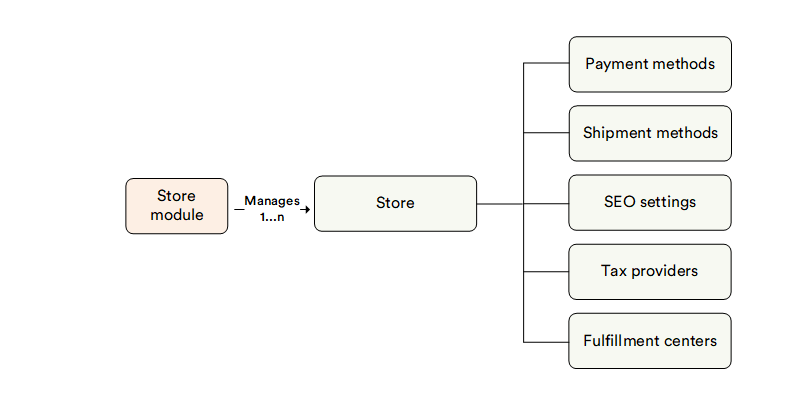 Store
module
Manages
1...n
Store
Payment methods
Shipment methods
SEO settings
Tax providers
Fulfillment centers